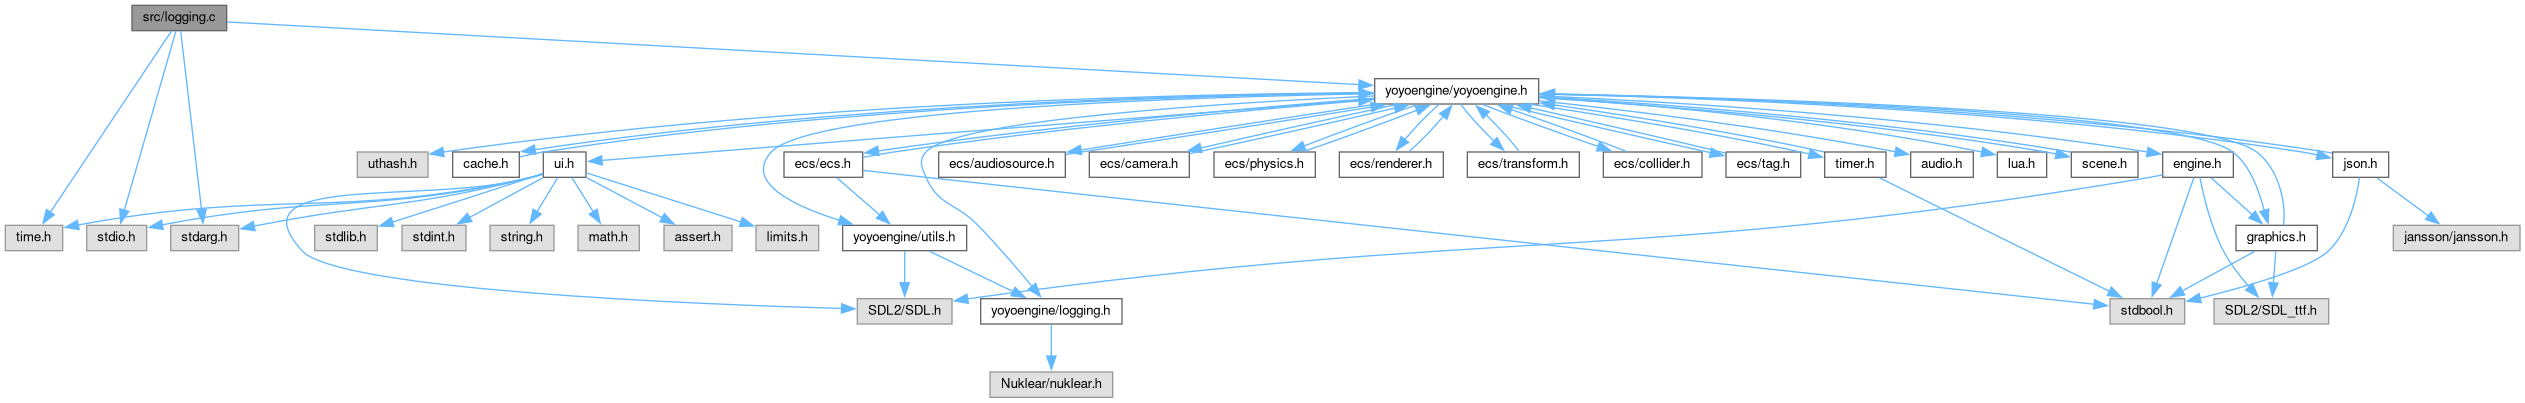 src/logging.c
yoyoengine/yoyoengine.h
uthash.h
cache.h
ui.h
ecs/ecs.h
ecs/audiosource.h
ecs/camera.h
ecs/physics.h
ecs/renderer.h
ecs/transform.h
ecs/collider.h
ecs/tag.h
timer.h
audio.h
lua.h
scene.h
engine.h
json.h
time.h
stdio.h
stdarg.h
stdlib.h
stdint.h
string.h
math.h
assert.h
limits.h
yoyoengine/utils.h
graphics.h
jansson/jansson.h
SDL2/SDL.h
yoyoengine/logging.h
stdbool.h
SDL2/SDL_ttf.h
Nuklear/nuklear.h